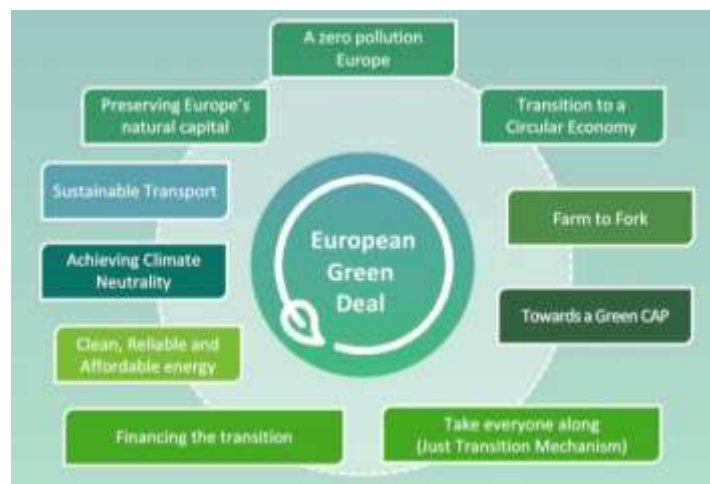 A zero pollution
Europe
Preserving Europe's
natural capital
Transition to a
Circular Economy
Sustainable Transport
Farm to Fork
European
Green
Deal
Achieving Climate
Neutrality
Towards a Green CAP
Clean, Reliable and
Affordable energy
Financing the transition
Take everyone along
(Just Transition Mechanism)